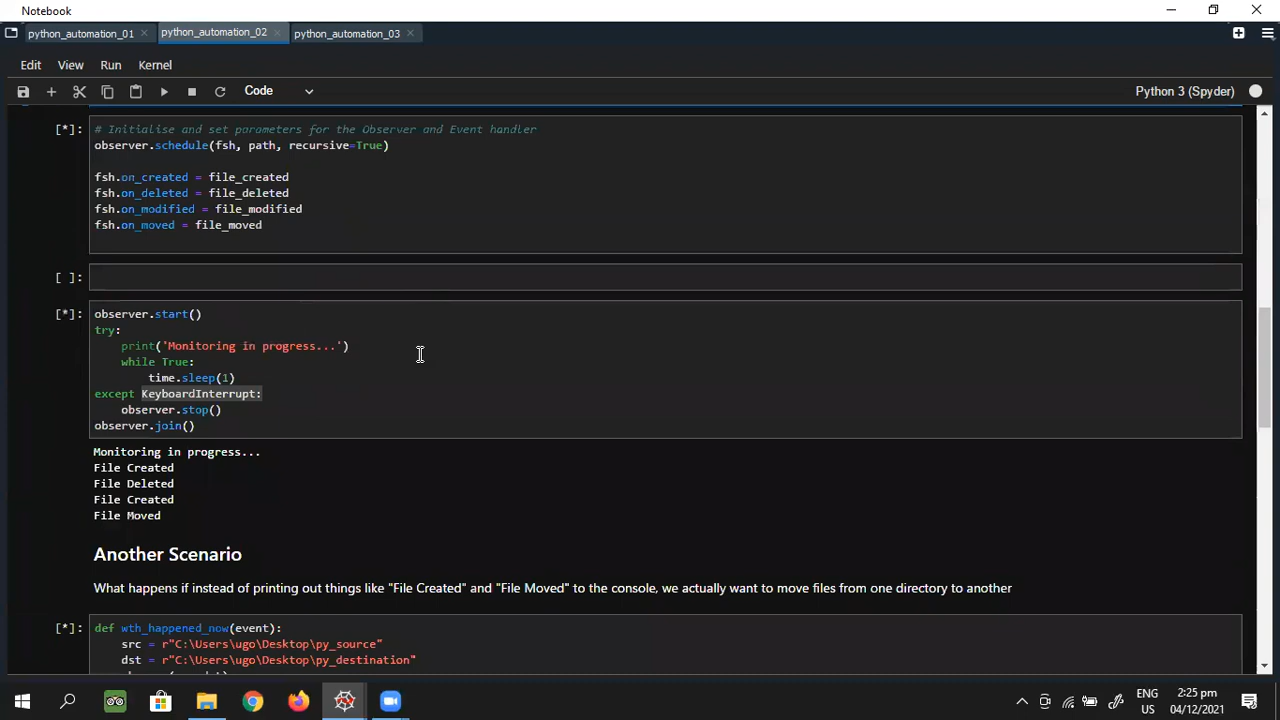 Notebook
python_automation_01
python_automation_02
python_automation_03
Edit View Run Kernel
Code
Python 3 (Spyder)
[*]:
# Initialise and set parameters for the Observer and Event handler
observer.schedule(fsh, path, recursive=True)
fsh.on_created = file_created
fsh.on_deleted = file_deleted
fsh.on_modified = file_modified
fsh.on_moved = file_moved
[ ]:
[*]:
observer.start()
try:
print('Monitoring in progress...')
while True:
time.sleep(1)
except KeyboardInterrupt:
observer.stop()
observer.join()
Monitoring in progress...
File Created
File Deleted
File Created
File Moved
Another Scenario
What happens if instead of printing out things like "File Created" and "File Moved" to the console, we actually want to move files from one directory to another
[*]:
def wth_happened_now(event):
src = r"C:\Users\ugo\Desktop\py_source"
dst = r"C:\Users\ugo\Desktop\py_destination"
ENG
US
2:25 pm
04/12/2021